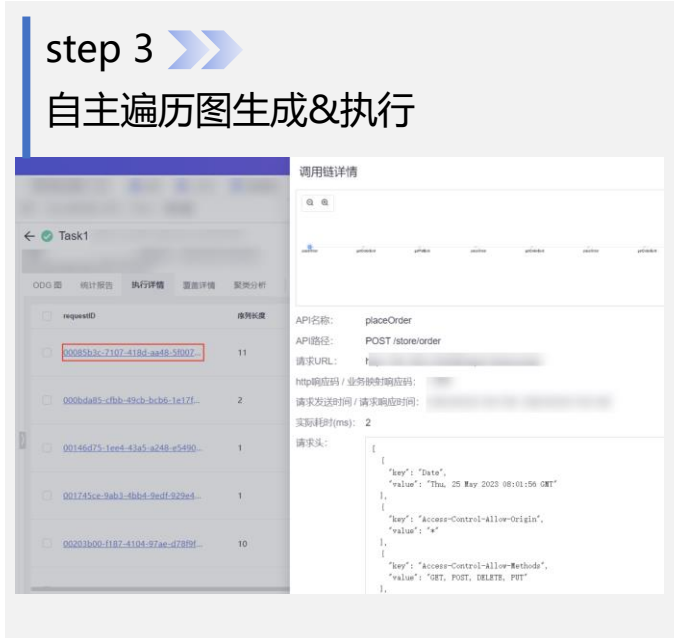 step 3
自主遍历图生成&执行
调用链详情
Task1
ODG图 统计报告 执行详情 覆盖详情 聚类分析
requestID 序列长度
00085b3c-7107-418d-aa48-5f007... 11
000bda85-cfbb-49cb-bcb6-1e17f... 2
00146d75-1ee4-43a5-a248-e5490... 1
001745ce-9ab3-4bb4-9edf-929e4... 1
00203b00-f187-4104-97ae-d78f9f... 10
API名称: placeOrder
API路径: POST /store/order
请求URL: h
http响应码 / 业务映射响应码:
请求发送时间 / 请求响应时间:
实际耗时(ms): 2
请求头:
[
{
"key": "Date",
"value": "Thu, 25 May 2023 08:01:56 GMT"
},
{
"key": "Access-Control-Allow-Origin",
"value": "*"
},
{
"key": "Access-Control-Allow-Methods",
"value": "GET, POST, DELETE, PUT"
},